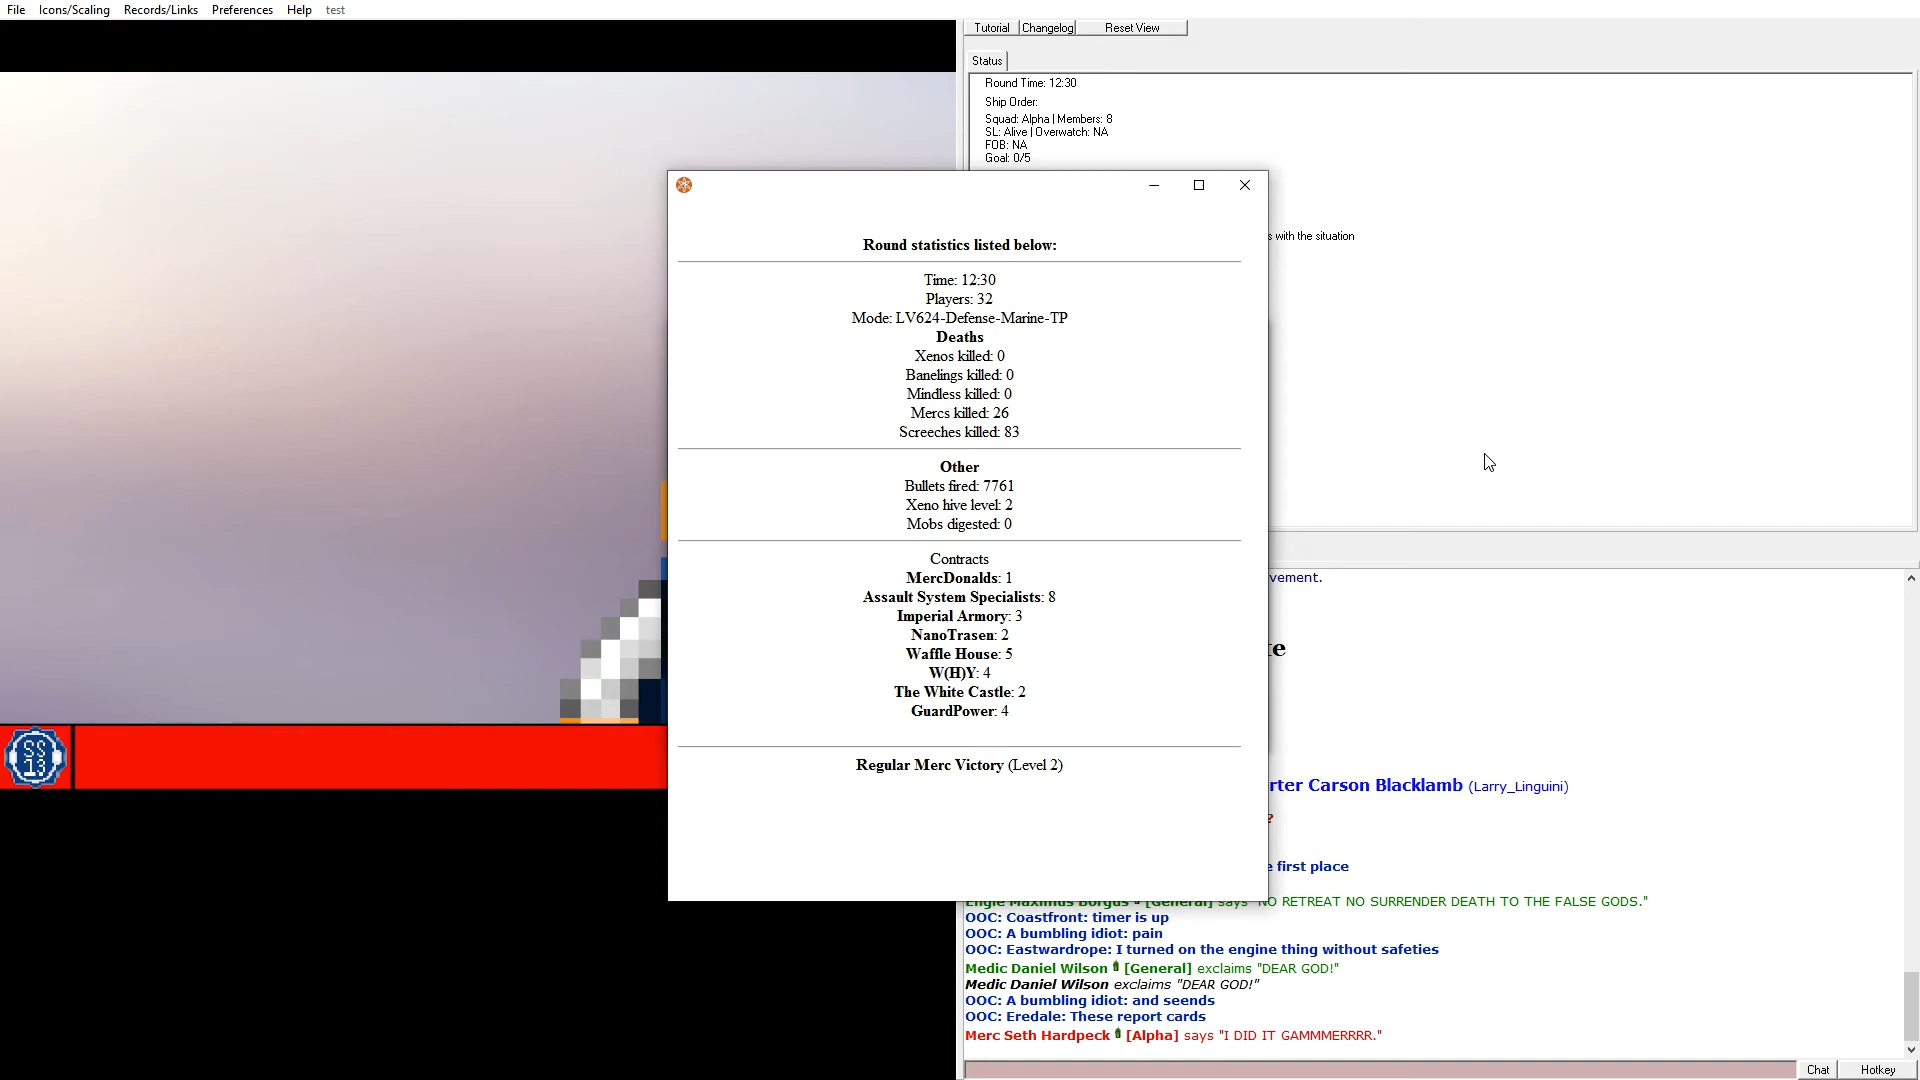 File Icons/Scaling Records/Links Preferences Help test
Tutorial Changelog Reset View
Status
Round Time: 12:30
Ship Order:
Squad: Alpha | Members: 8
SL: Alive | Overwatch: NA
FOB: NA
Goal: 0/5
s with the situation
Round statistics listed below:
Time: 12:30
Players: 32
Mode: LV624-Defense-Marine-TP
Deaths
Xenos killed: 0
Banelings killed: 0
Mindless killed: 0
Mercs killed: 26
Screeches killed: 83
Other
Bullets fired: 7761
Xeno hive level: 2
Mobs digested: 0
Contracts
MercDonalds: 1
Assault System Specialists: 8
Imperial Armory: 3
NanoTrasen: 2
Waffle House: 5
W(H)Y: 4
The White Castle: 2
GuardPower: 4
Regular Merc Victory (Level 2)
SS
13
vement.
te
rter Carson Blacklamb (Larry_Linguini)
?
e first place
Engie Maximus Borgus [General] says "NO RETREAT NO SURRENDER DEATH TO THE FALSE GODS."
OOC: Coastfront: timer is up
OOC: A bumbling idiot: pain
OOC: Eastwardrope: I turned on the engine thing without safeties
Medic Daniel Wilson [General] exclaims "DEAR GOD!"
Medic Daniel Wilson exclaims "DEAR GOD!"
OOC: A bumbling idiot: and seends
OOC: Eredale: These report cards
Merc Seth Hardpeck [Alpha] says "I DID IT GAMMMERRRR."
Chat Hotkey